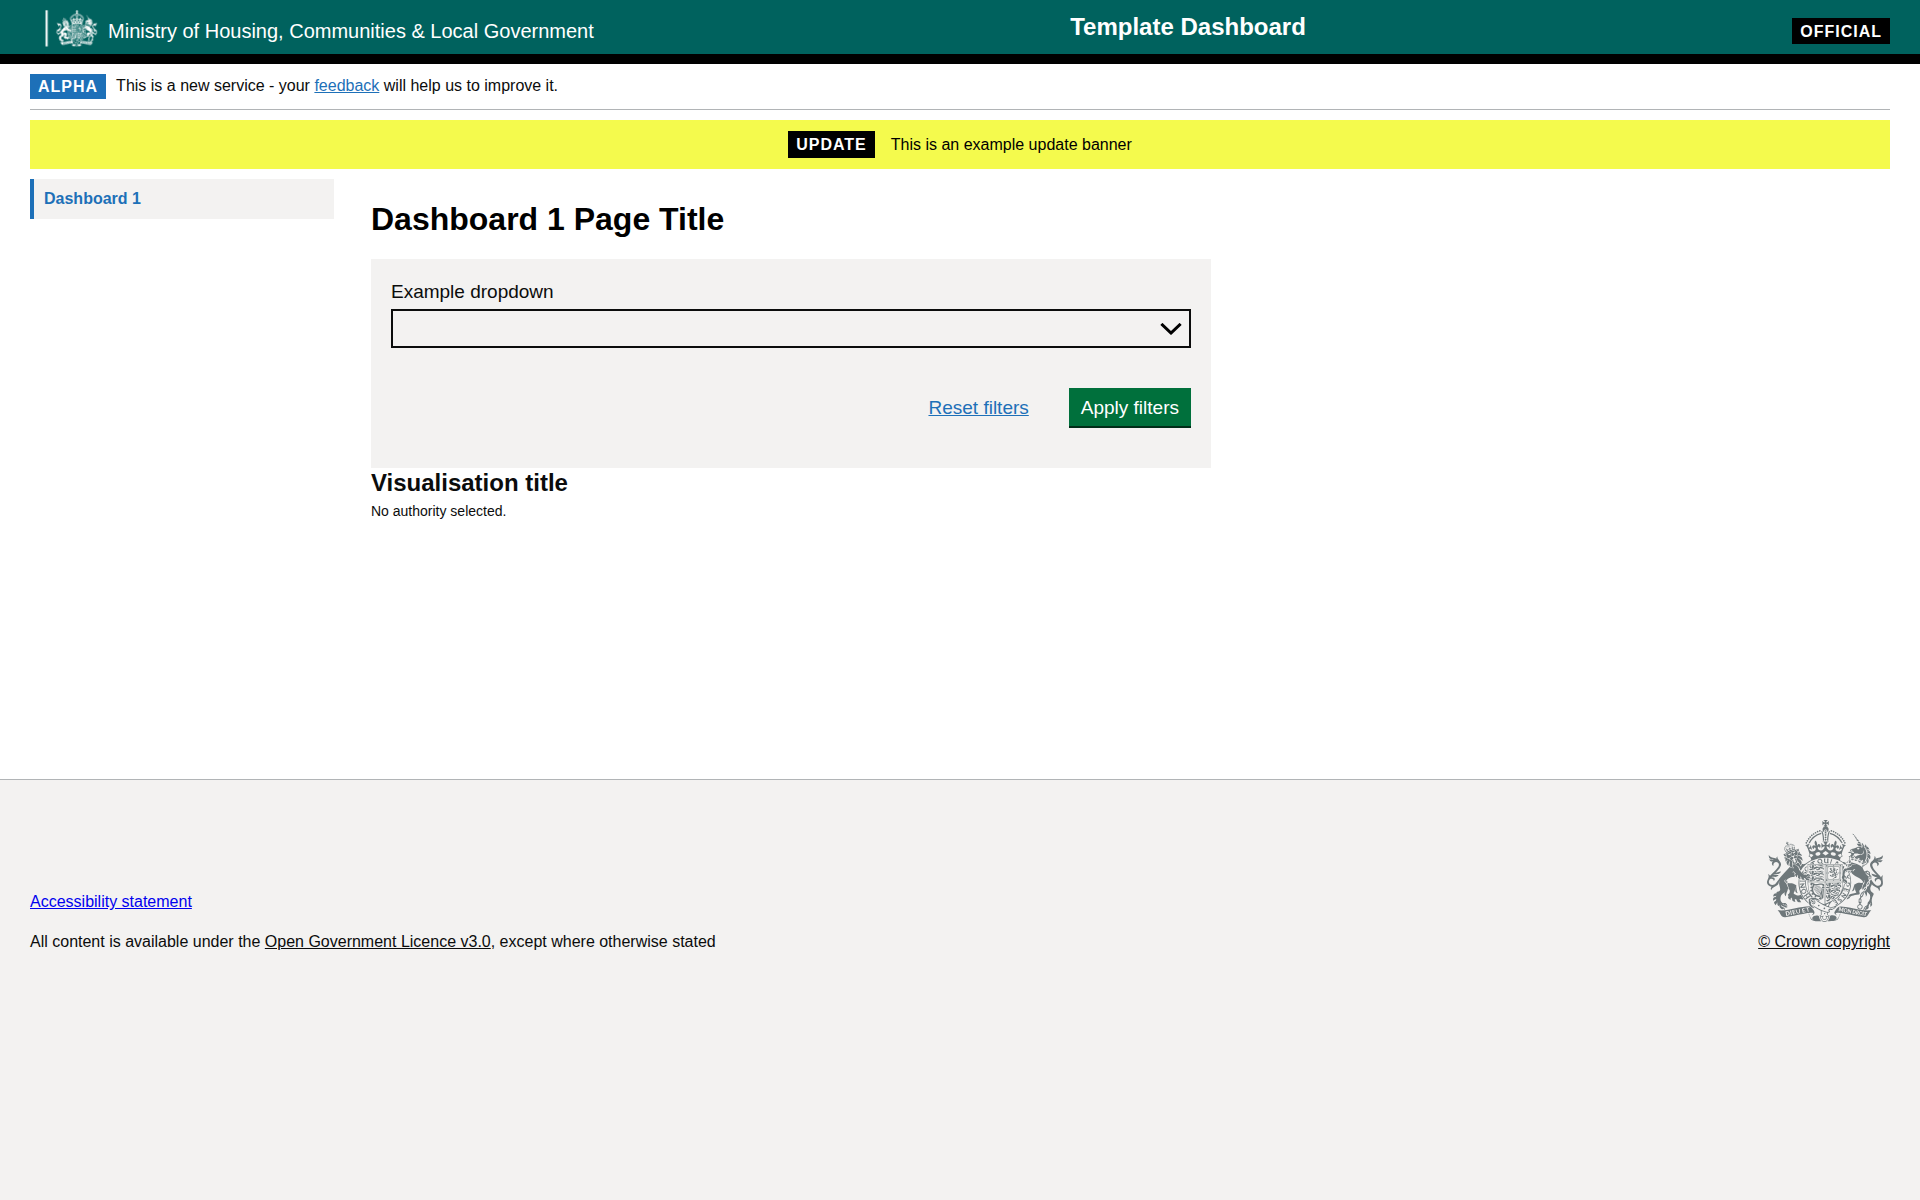 Ministry of Housing, Communities & Local Government
Template Dashboard
OFFICIAL
ALPHA This is a new service - your feedback will help us to improve it.
UPDATE This is an example update banner
Dashboard 1
Dashboard 1 Page Title
Example dropdown
Reset filters
Apply filters
Visualisation title
No authority selected.
Accessibility statement
All content is available under the Open Government Licence v3.0, except where otherwise stated
© Crown copyright